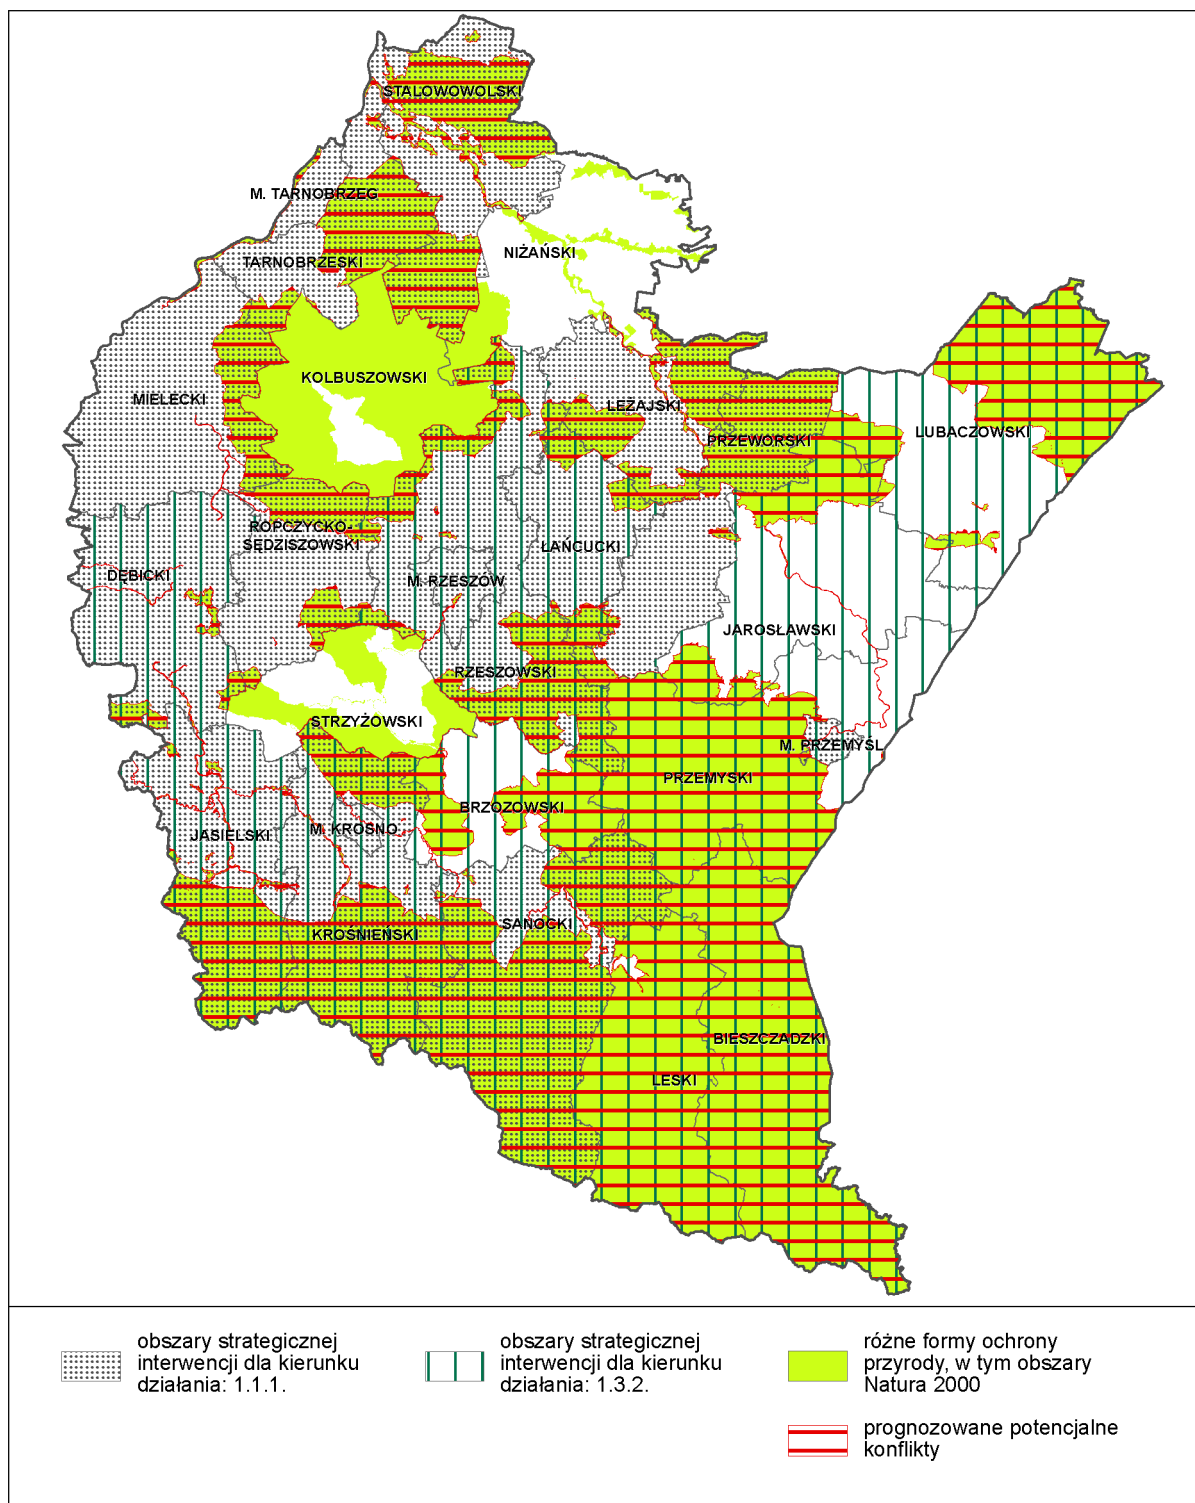 STALOWOWOLSKI
M. TARNOBRZEG
NIŻAŃSKI
TARNOBRZESKI
KOLBUSZOWSKI
MIELECKI
LEŻAJSKI
LUBACZOWSKI
PRZEWORSKI
ROPCZYCKO-
SĘDZISZOWSKI
ŁAŃCUCKI
DĘBICKI
M. RZESZÓW
JAROSŁAWSKI
RZESZOWSKI
STRZYŻOWSKI
M. PRZEMYŚL
PRZEMYSKI
BRZOZOWSKI
JASIELSKI
M. KROSNO
SANOCKI
KROŚNIEŃSKI
BIESZCZADZKI
LESKI
obszary strategicznej
interwencji dla kierunku
działania: 1.1.1.
obszary strategicznej
interwencji dla kierunku
działania: 1.3.2.
różne formy ochrony
przyrody, w tym obszary
Natura 2000
prognozowane potencjalne
konflikty